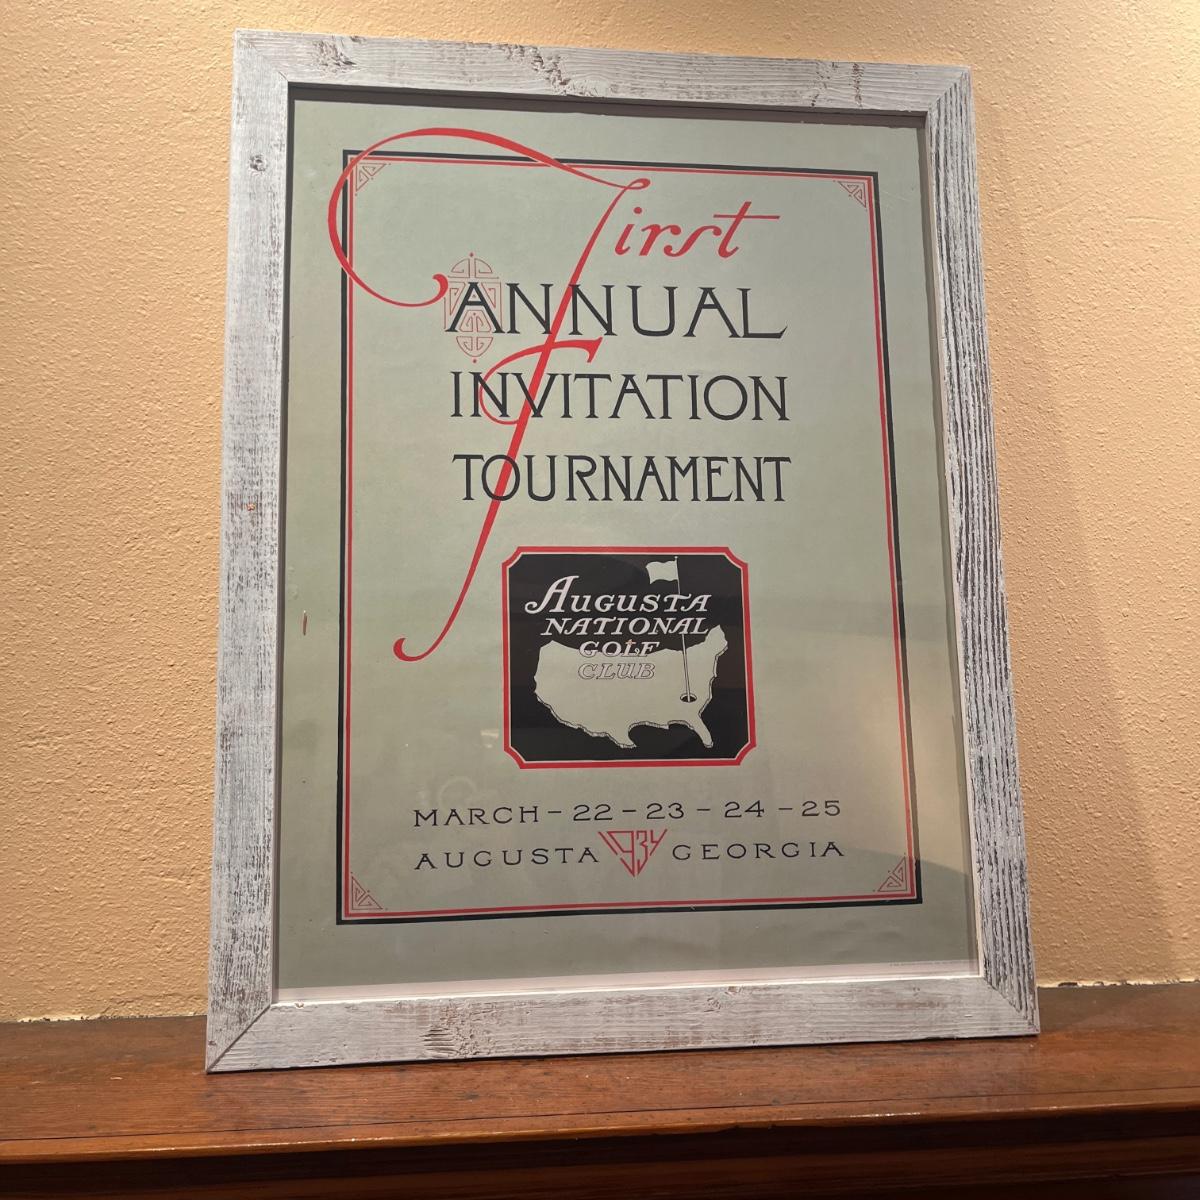 First
ANNUAL
INVITATION
TOURNAMENT
AUGUSTA
NATIONAL
GOLF
CLUB
MARCH - 22 - 23 - 24 - 25
AUGUSTA 1934 GEORGIA